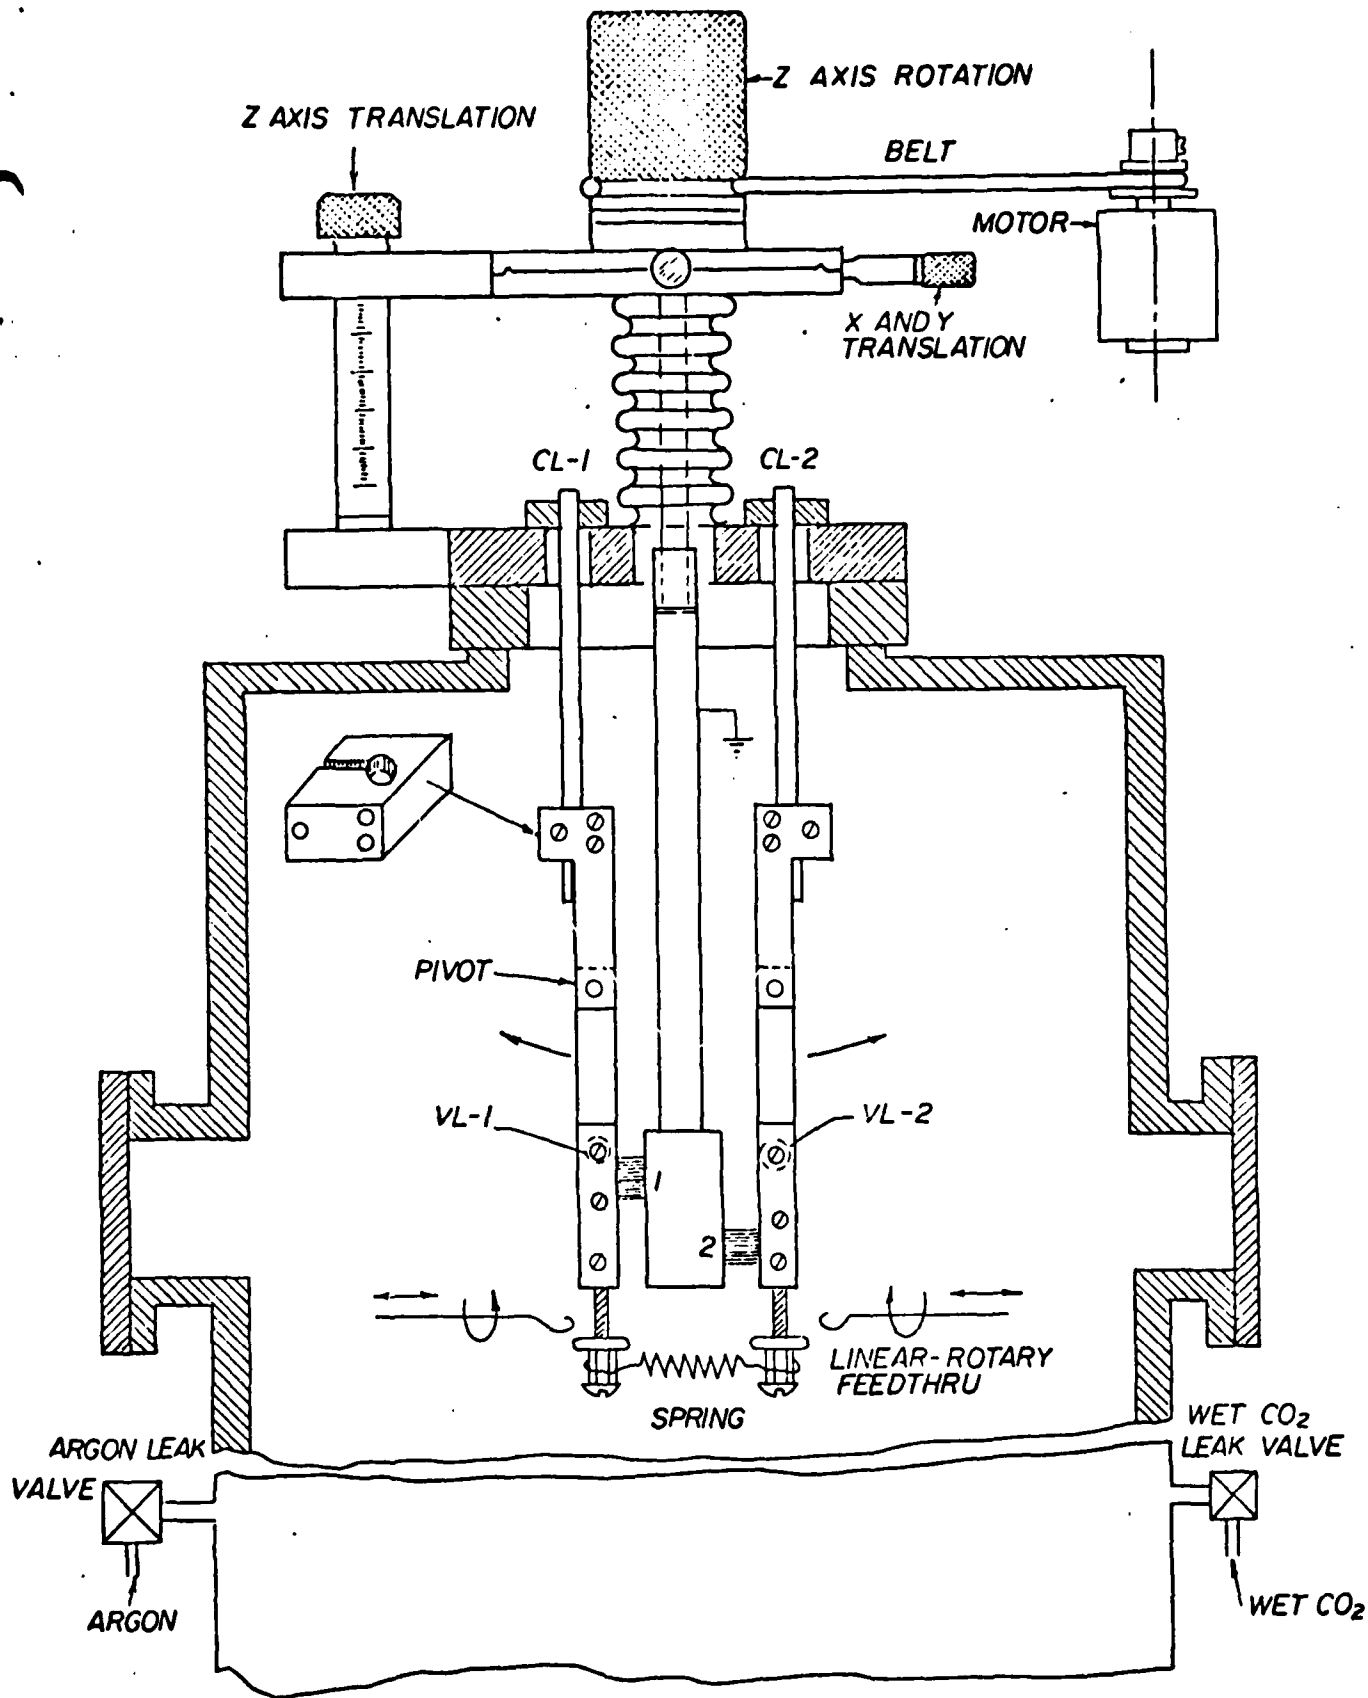 Z AXIS ROTATION
Z AXIS TRANSLATION
BELT
MOTOR
X AND Y
TRANSLATION
CL-1
CL-2
PIVOT
VL-1
VL-2
1
2
LINEAR-ROTARY
FEEDTHRU
SPRING
ARGON LEAK
VALVE
WET CO2
LEAK VALVE
ARGON
WET CO2